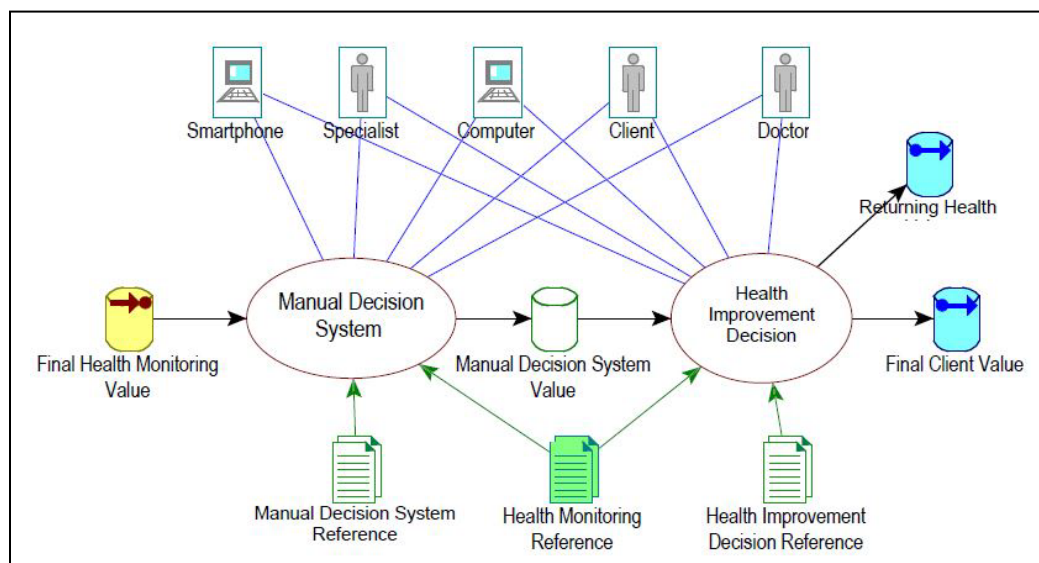 Smartphone
Specialist
Computer
Client
Doctor
Returning Health
Manual Decision
System
Health
Improvement
Decision
Final Health Monitoring
Value
Manual Decision System
Value
Final Client Value
Manual Decision System
Reference
Health Monitoring
Reference
Health Improvement
Decision Reference